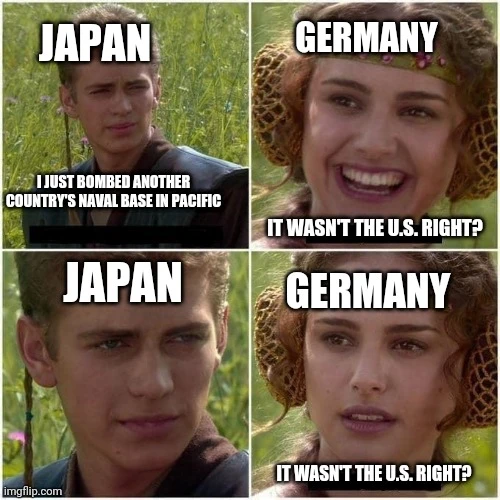 JAPAN
GERMANY
I JUST BOMBED ANOTHER
COUNTRY'S NAVAL BASE IN PACIFIC
IT WASN'T THE U.S. RIGHT?
JAPAN
GERMANY
IT WASN'T THE U.S. RIGHT?
imgflip.com